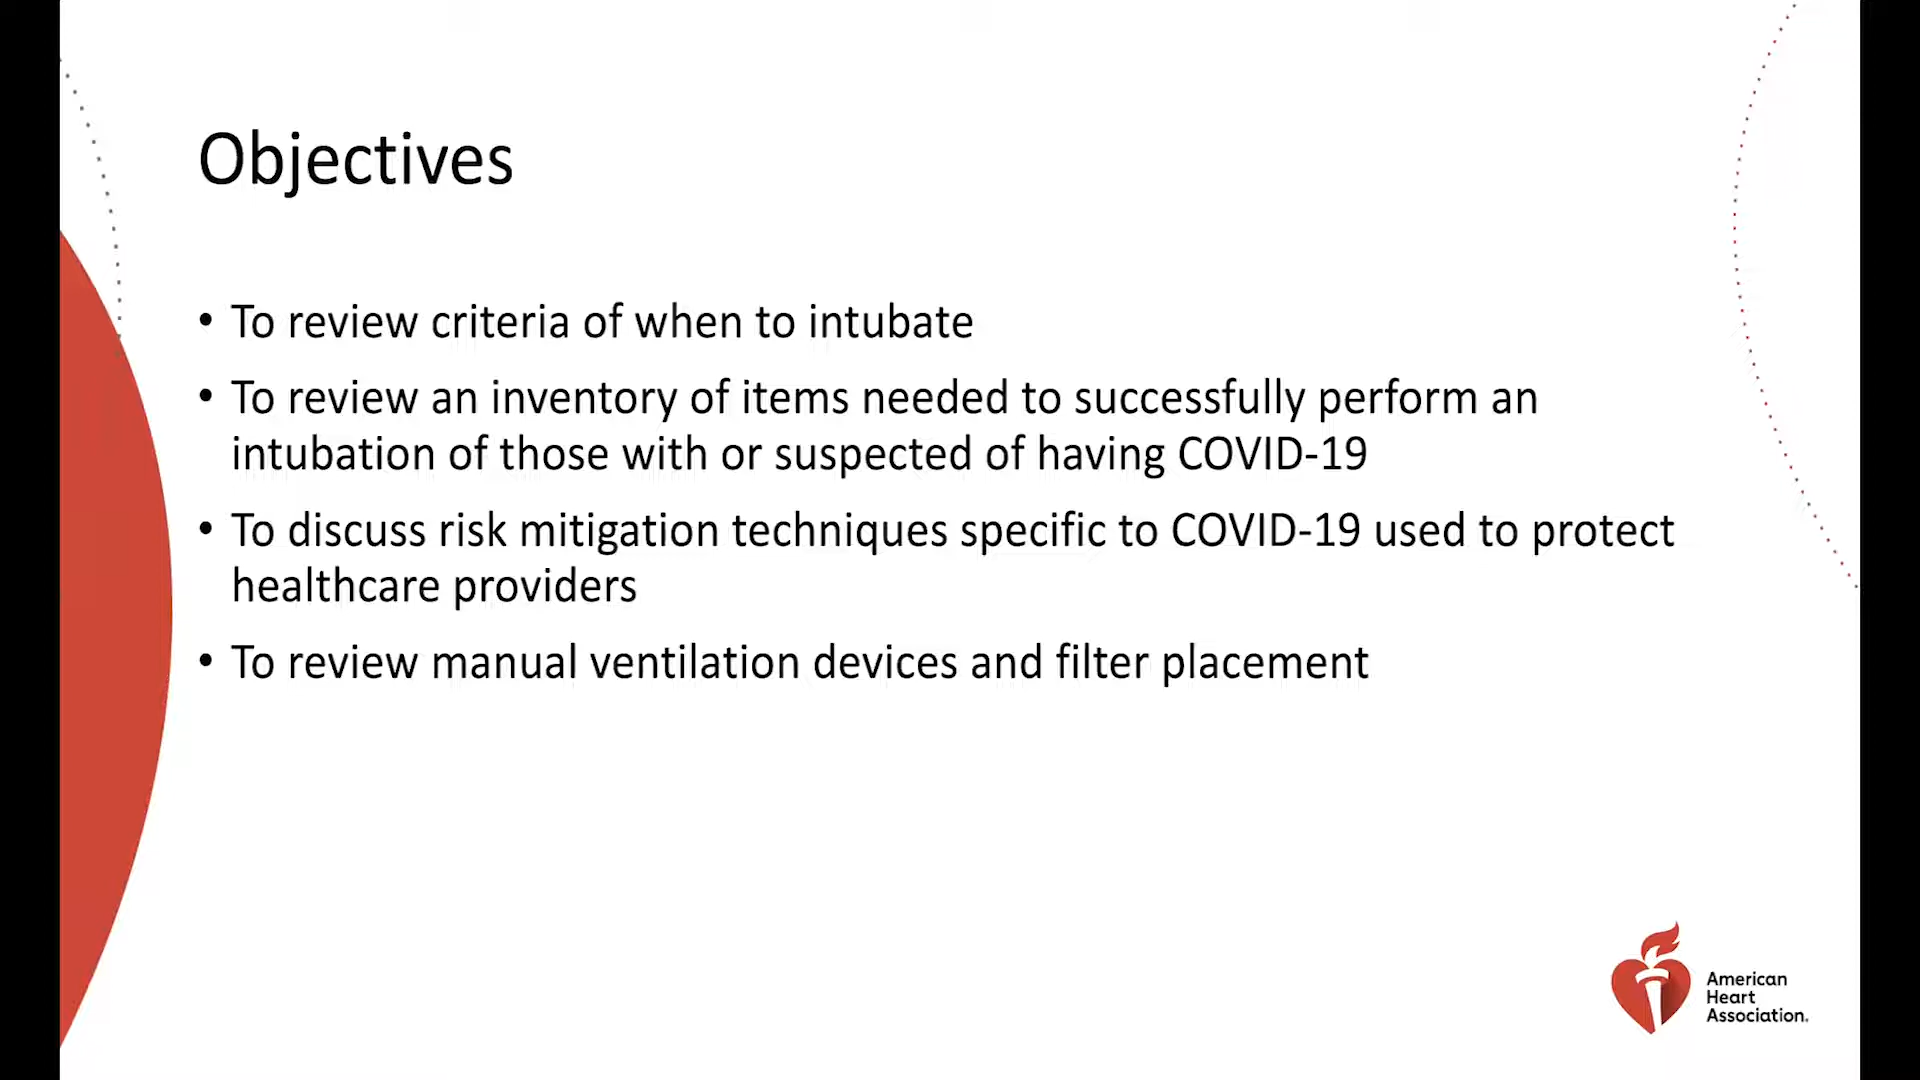 Objectives
• To review criteria of when to intubate
• To review an inventory of items needed to successfully perform an
intubation of those with or suspected of having COVID-19
• To discuss risk mitigation techniques specific to COVID-19 used to protect
healthcare providers
• To review manual ventilation devices and filter placement
American
Heart
Association.